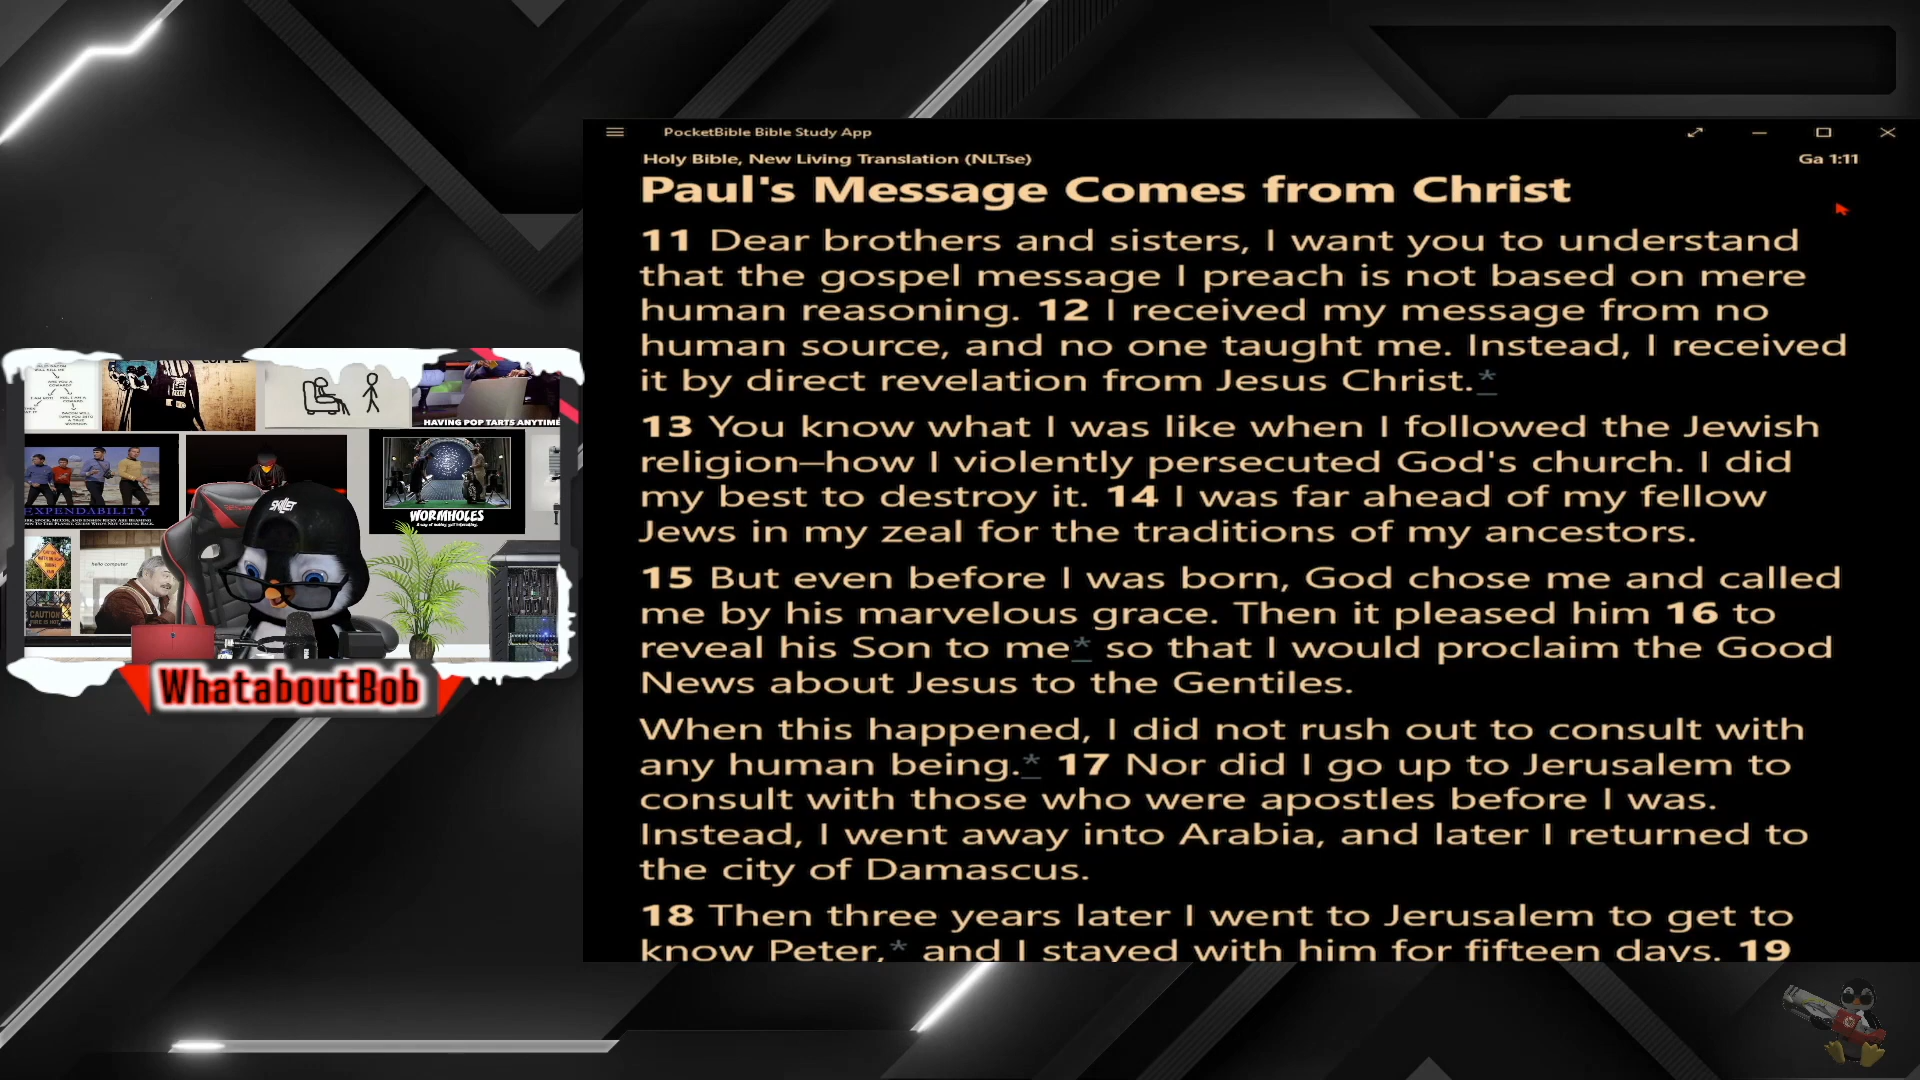 PocketBible Bible Study App
Holy Bible, New Living Translation (NLTse)
Ga 1:11
Paul's Message Comes from Christ
11 Dear brothers and sisters, I want you to understand
that the gospel message I preach is not based on mere
human reasoning. 12 I received my message from no
human source, and no one taught me. Instead, I received
it by direct revelation from Jesus Christ.*
13 You know what I was like when I followed the Jewish
religion—how I violently persecuted God's church. I did
my best to destroy it. 14 I was far ahead of my fellow
Jews in my zeal for the traditions of my ancestors.
15 But even before I was born, God chose me and called
me by his marvelous grace. Then it pleased him 16 to
reveal his Son to me* so that I would proclaim the Good
News about Jesus to the Gentiles.
When this happened, I did not rush out to consult with
any human being.* 17 Nor did I go up to Jerusalem to
consult with those who were apostles before I was.
Instead, I went away into Arabia, and later I returned to
the city of Damascus.
18 Then three years later I went to Jerusalem to get to
know Peter,* and I stayed with him for fifteen days. 19
HAVING POP TARTS ANYTIME
EXPENDABILITY
WORMHOLES
hello computer
CAUTION
SKILLET
WhataboutBob